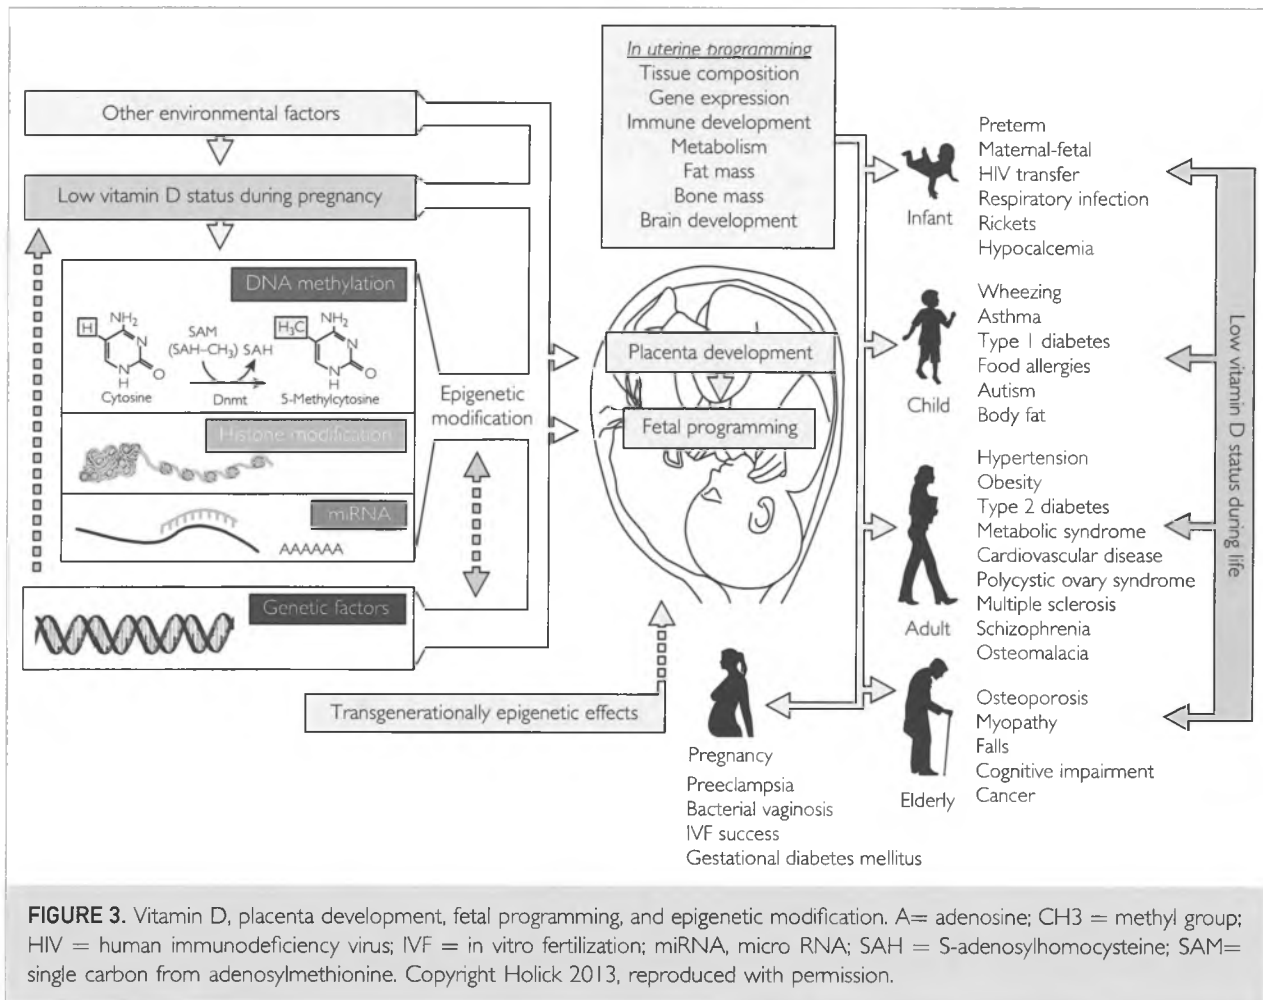 In uterine programming
Tissue composition
Gene expression
Immune development
Metabolism
Fat mass
Bone mass
Brain development
Other environmental factors
Low vitamin D status during pregnancy
DNA methylation
H
NH₂
N
O
N
H
Cytosine
SAM
(SAH–CH₃) SAH
Dnmt
H₃C
NH₂
N
O
N
H
5-Methylcytosine
Histone modification
miRNA
AAAAAA
Genetic factors
Epigenetic
modification
Placenta development
Fetal programming
Transgenerationally epigenetic effects
Infant
Preterm
Maternal-fetal
HIV transfer
Respiratory infection
Rickets
Hypocalcemia
Child
Wheezing
Asthma
Type 1 diabetes
Food allergies
Autism
Body fat
Adult
Hypertension
Obesity
Type 2 diabetes
Metabolic syndrome
Cardiovascular disease
Polycystic ovary syndrome
Multiple sclerosis
Schizophrenia
Osteomalacia
Elderly
Osteoporosis
Myopathy
Falls
Cognitive impairment
Cancer
Pregnancy
Preeclampsia
Bacterial vaginosis
IVF success
Gestational diabetes mellitus
Low vitamin D status during life
FIGURE 3. Vitamin D, placenta development, fetal programming, and epigenetic modification. A= adenosine; CH3 = methyl group;
HIV = human immunodeficiency virus; IVF = in vitro fertilization; miRNA, micro RNA; SAH = S-adenosylhomocysteine; SAM=
single carbon from adenosylmethionine. Copyright Holick 2013, reproduced with permission.